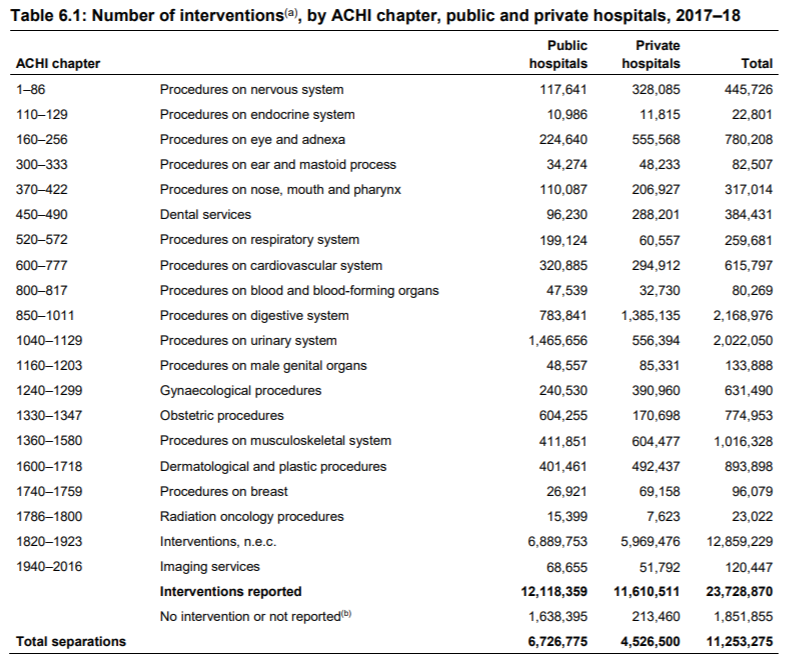 Table 6.1: Number of interventions(a), by ACHI chapter, public and private hospitals, 2017–18
Public Private
ACHI chapter hospitals hospitals Total
1–86 Procedures on nervous system 117,641 328,085 445,726
110–129 Procedures on endocrine system 10,986 11,815 22,801
160–256 Procedures on eye and adnexa 224,640 555,568 780,208
300–333 Procedures on ear and mastoid process 34,274 48,233 82,507
370–422 Procedures on nose, mouth and pharynx 110,087 206,927 317,014
450–490 Dental services 96,230 288,201 384,431
520–572 Procedures on respiratory system 199,124 60,557 259,681
600–777 Procedures on cardiovascular system 320,885 294,912 615,797
800–817 Procedures on blood and blood-forming organs 47,539 32,730 80,269
850–1011 Procedures on digestive system 783,841 1,385,135 2,168,976
1040–1129 Procedures on urinary system 1,465,656 556,394 2,022,050
1160–1203 Procedures on male genital organs 48,557 85,331 133,888
1240–1299 Gynaecological procedures 240,530 390,960 631,490
1330–1347 Obstetric procedures 604,255 170,698 774,953
1360–1580 Procedures on musculoskeletal system 411,851 604,477 1,016,328
1600–1718 Dermatological and plastic procedures 401,461 492,437 893,898
1740–1759 Procedures on breast 26,921 69,158 96,079
1786–1800 Radiation oncology procedures 15,399 7,623 23,022
1820–1923 Interventions, n.e.c. 6,889,753 5,969,476 12,859,229
1940–2016 Imaging services 68,655 51,792 120,447
Interventions reported 12,118,359 11,610,511 23,728,870
No intervention or not reported(b) 1,638,395 213,460 1,851,855
Total separations 6,726,775 4,526,500 11,253,275